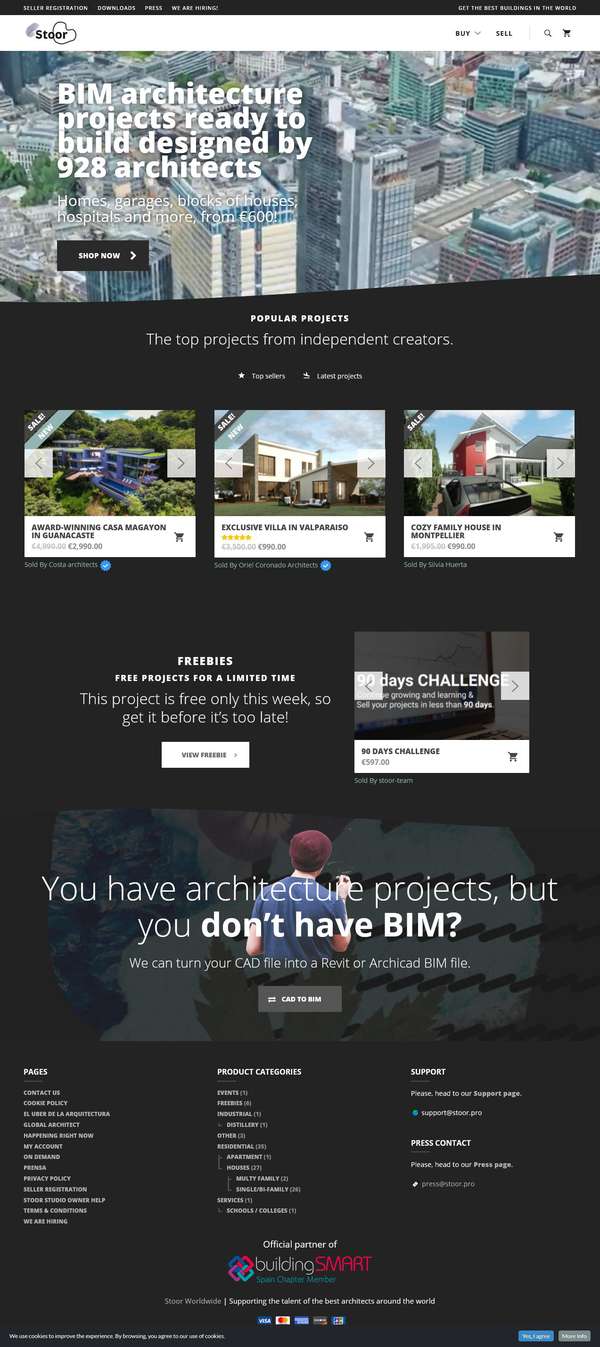 SELLER REGISTRATION DOWNLOADS PRESS WE ARE HIRING! GET THE BEST BUILDINGS IN THE WORLD
Stoor BUY SELL
BIM architecture
projects ready to
build designed by
928 architects
Homes, garages, blocks of houses,
hospitals and more, from €600!
SHOP NOW
POPULAR PROJECTS
The top projects from independent creators.
Top sellers Latest projects
SALE! NEW
SALE! NEW
SALE!
AWARD-WINNING CASA MAGAYON
IN GUANACASTE
€4,990.00 €2,990.00
Sold By Costa architects
EXCLUSIVE VILLA IN VALPARAISO
€3,500.00 €990.00
Sold By Oriel Coronado Architects
COZY FAMILY HOUSE IN
MONTPELLIER
€1,995.00 €990.00
Sold By Silvia Huerta
FREEBIES
FREE PROJECTS FOR A LIMITED TIME
This project is free only this week, so
get it before it's too late!
VIEW FREEBIE
90 days CHALLENGE
Continue growing and learning &
Sell your projects in less than 90 days.
90 DAYS CHALLENGE
€597.00
Sold By stoor-team
You have architecture projects, but
you don't have BIM?
We can turn your CAD file into a Revit or Archicad BIM file.
CAD TO BIM
PAGES
CONTACT US
COOKIE POLICY
EL UBER DE LA ARQUITECTURA
GLOBAL ARCHITECT
HAPPENING RIGHT NOW
MY ACCOUNT
ON DEMAND
PRENSA
PRIVACY POLICY
SELLER REGISTRATION
STOOR STUDIO OWNER HELP
TERMS & CONDITIONS
WE ARE HIRING
PRODUCT CATEGORIES
EVENTS (1)
FREEBIES (6)
INDUSTRIAL (1)
DISTILLERY (1)
OTHER (3)
RESIDENTIAL (35)
APARTMENT (1)
HOUSES (27)
MULTY FAMILY (2)
SINGLE/BI-FAMILY (26)
SERVICES (1)
SCHOOLS / COLLEGES (1)
SUPPORT
Please, head to our Support page.
support@stoor.pro
PRESS CONTACT
Please, head to our Press page.
press@stoor.pro
Official partner of
buildingSMART
Spain Chapter Member
Stoor Worldwide | Supporting the talent of the best architects around the world
VISA
We use cookies to improve the experience. By browsing, you agree to our use of cookies. Yes, I agree More Info